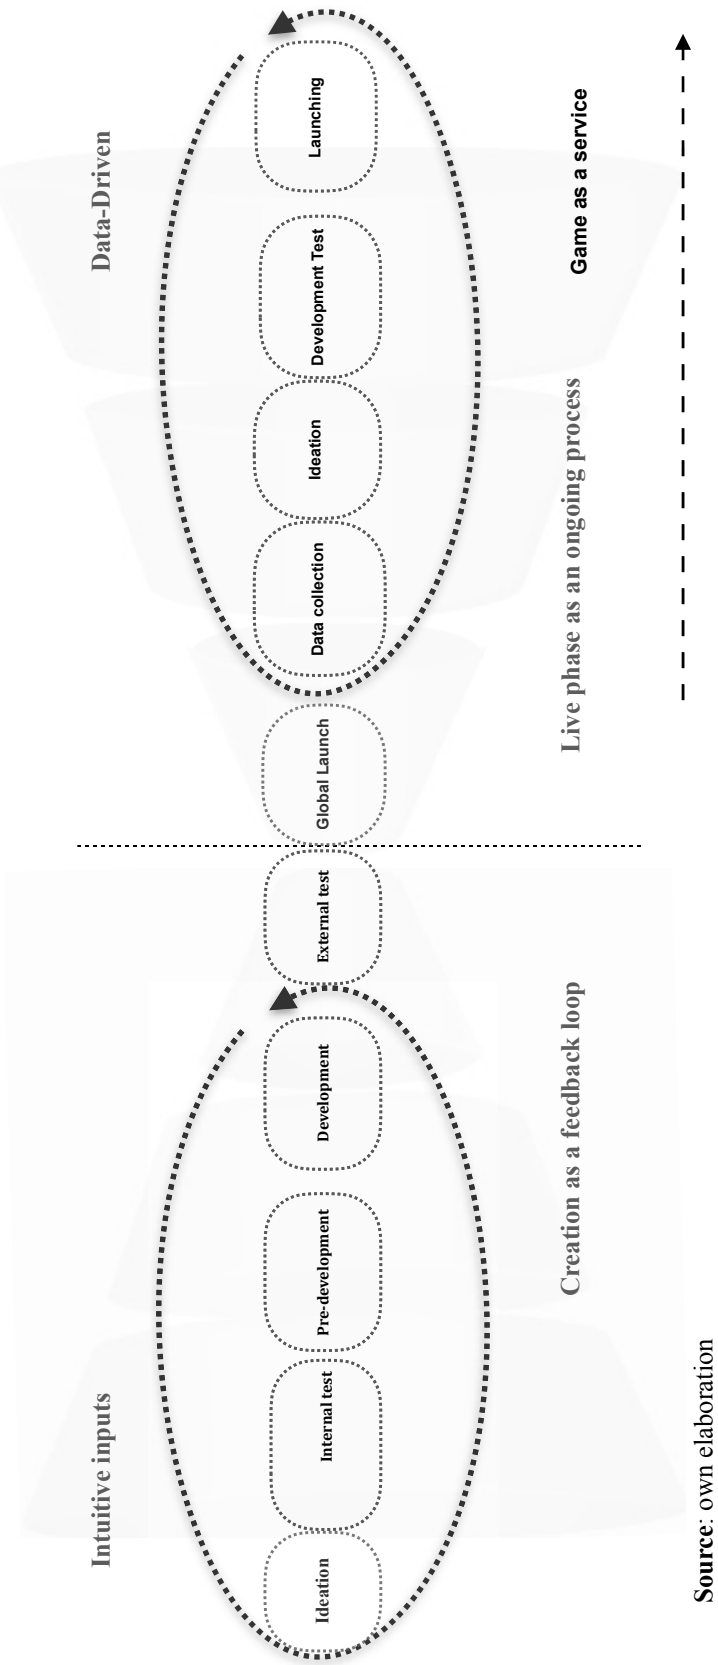 Intuitive inputs
Data-Driven
Ideation
Internal test
Pre-development
Development
External test
Global Launch
Data collection
Ideation
Development Test
Launching
Creation as a feedback loop
Live phase as an ongoing process
Game as a service
Source: own elaboration